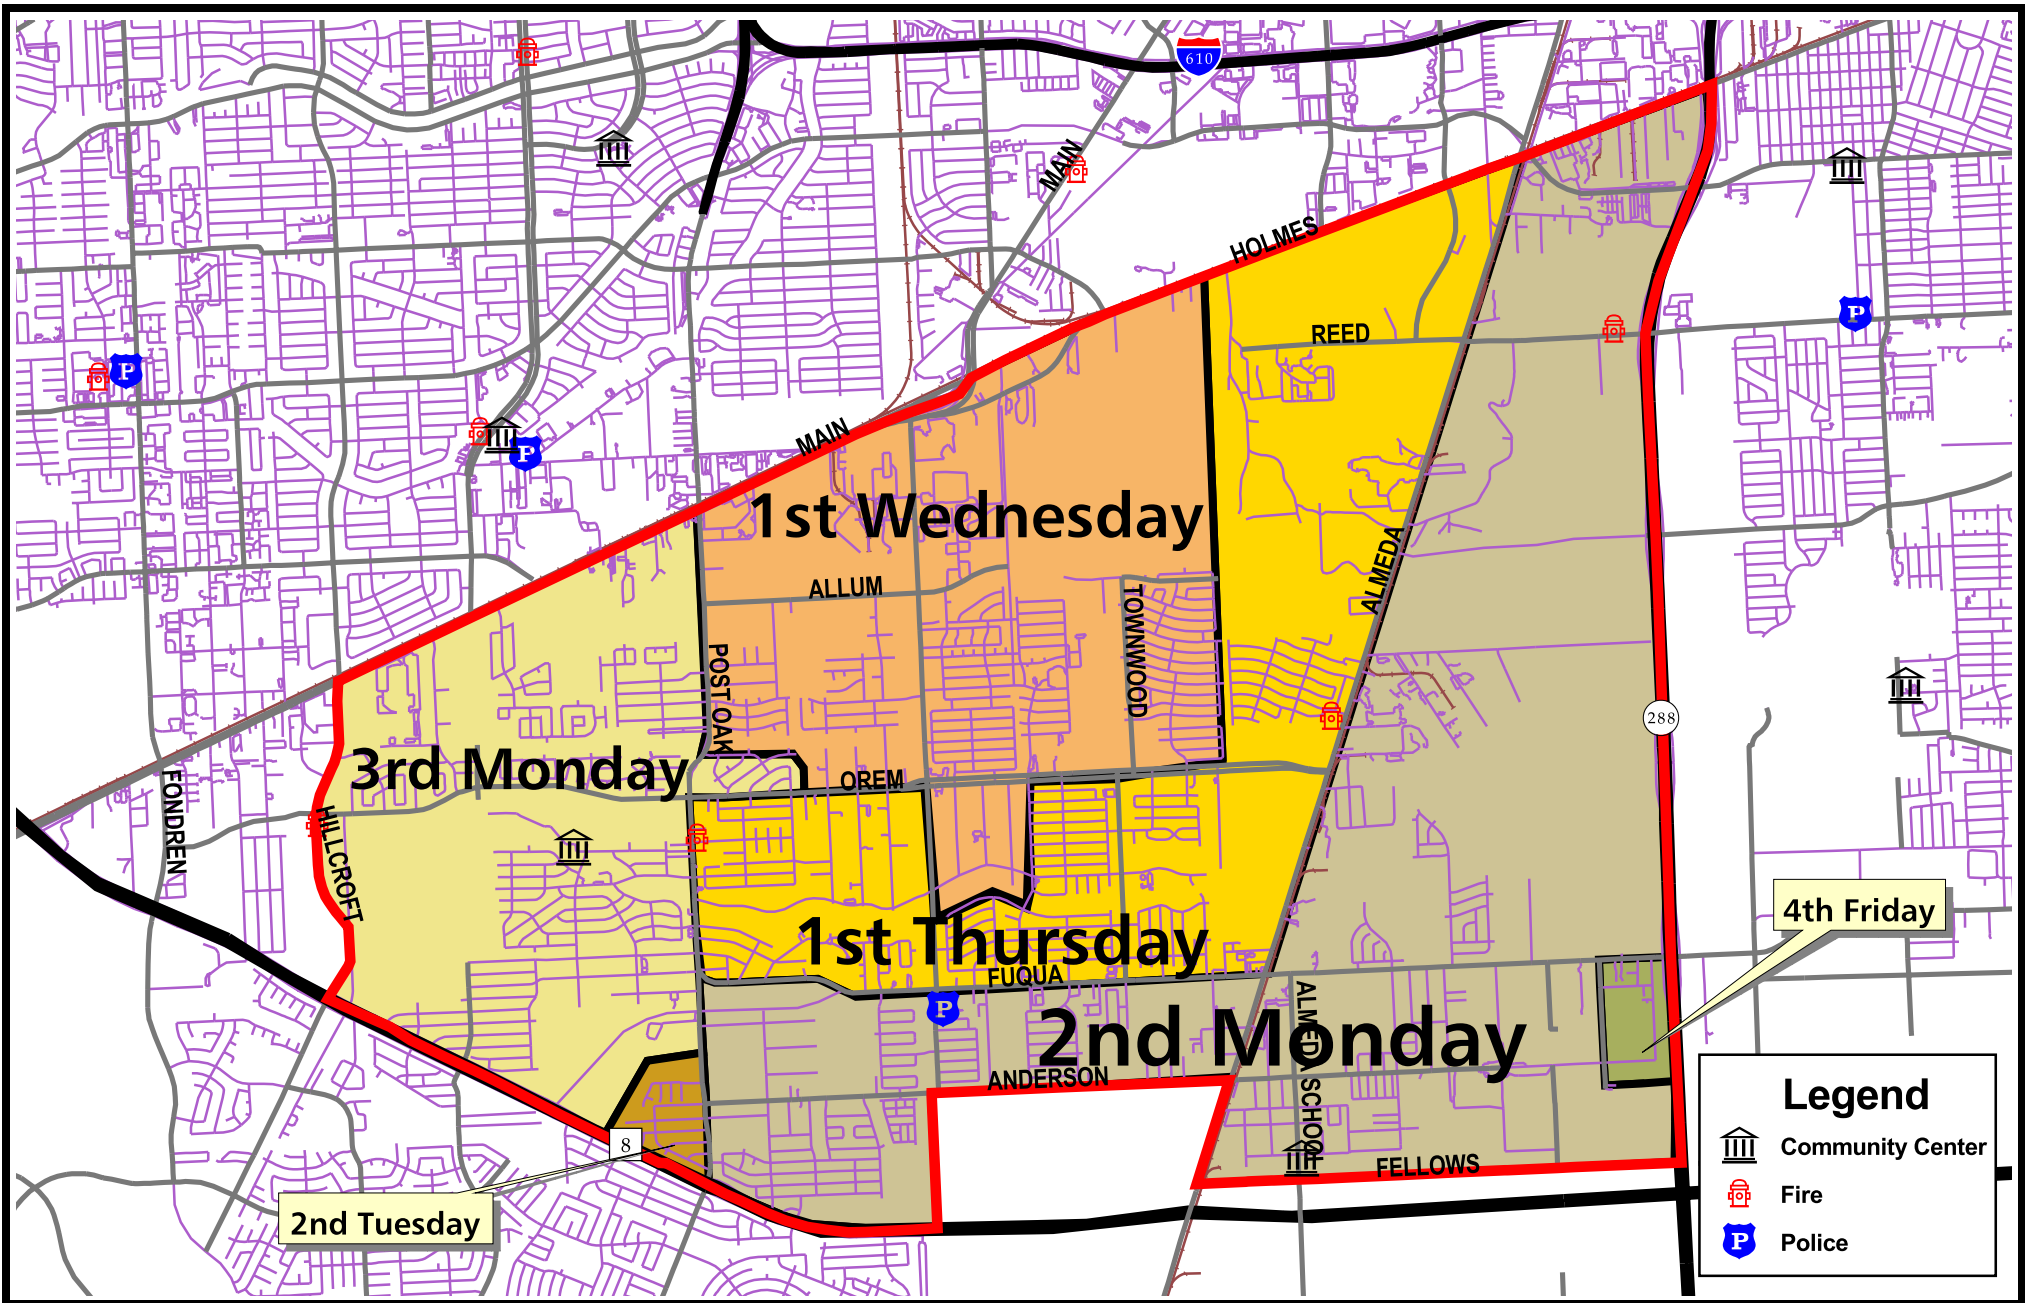 610
MAIN
HOLMES
REED
MAIN
1st Wednesday
ALMEDA
ALLUM
TOWNWOOD
POST OAK
288
3rd Monday
OREM
FONDREN
HILLCROFT
4th Friday
1st Thursday
FUQUA
P
P
P
P
ALMEDA SCHOOL
2nd Monday
ANDERSON
8
FELLOWS
2nd Tuesday
Legend
Community Center
Fire
P Police